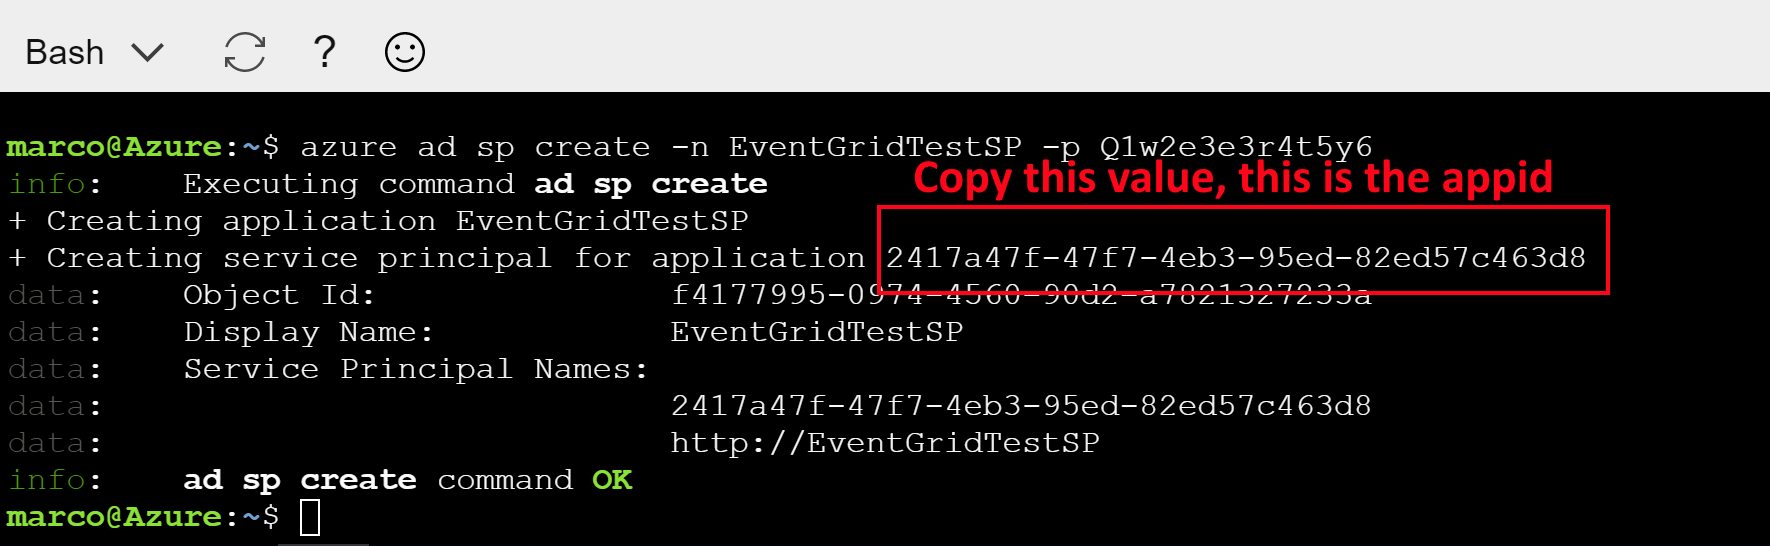 Bash
marco@Azure:~$ azure ad sp create -n EventGridTestSP -p Q1w2e3e3r4t5y6
info:    Executing command ad sp create
Copy this value, this is the appid
+ Creating application EventGridTestSP
+ Creating service principal for application 2417a47f-47f7-4eb3-95ed-82ed57c463d8
data:    Object Id:               f4177995-0974-4560-90d2-a7821327233a
data:    Display Name:            EventGridTestSP
data:    Service Principal Names:
data:                             2417a47f-47f7-4eb3-95ed-82ed57c463d8
data:                             http://EventGridTestSP
info:    ad sp create command OK
marco@Azure:~$